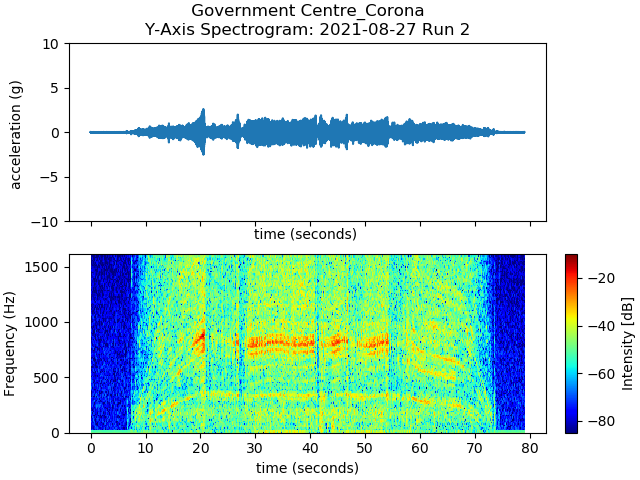 Government Centre_Corona
Y-Axis Spectrogram: 2021-08-27 Run 2
10
5
0
−5
−10
acceleration (g)
time (seconds)
1500
1000
500
0
Frequency (Hz)
0 10 20 30 40 50 60 70 80
time (seconds)
−20
−40
−60
−80
Intensity [dB]